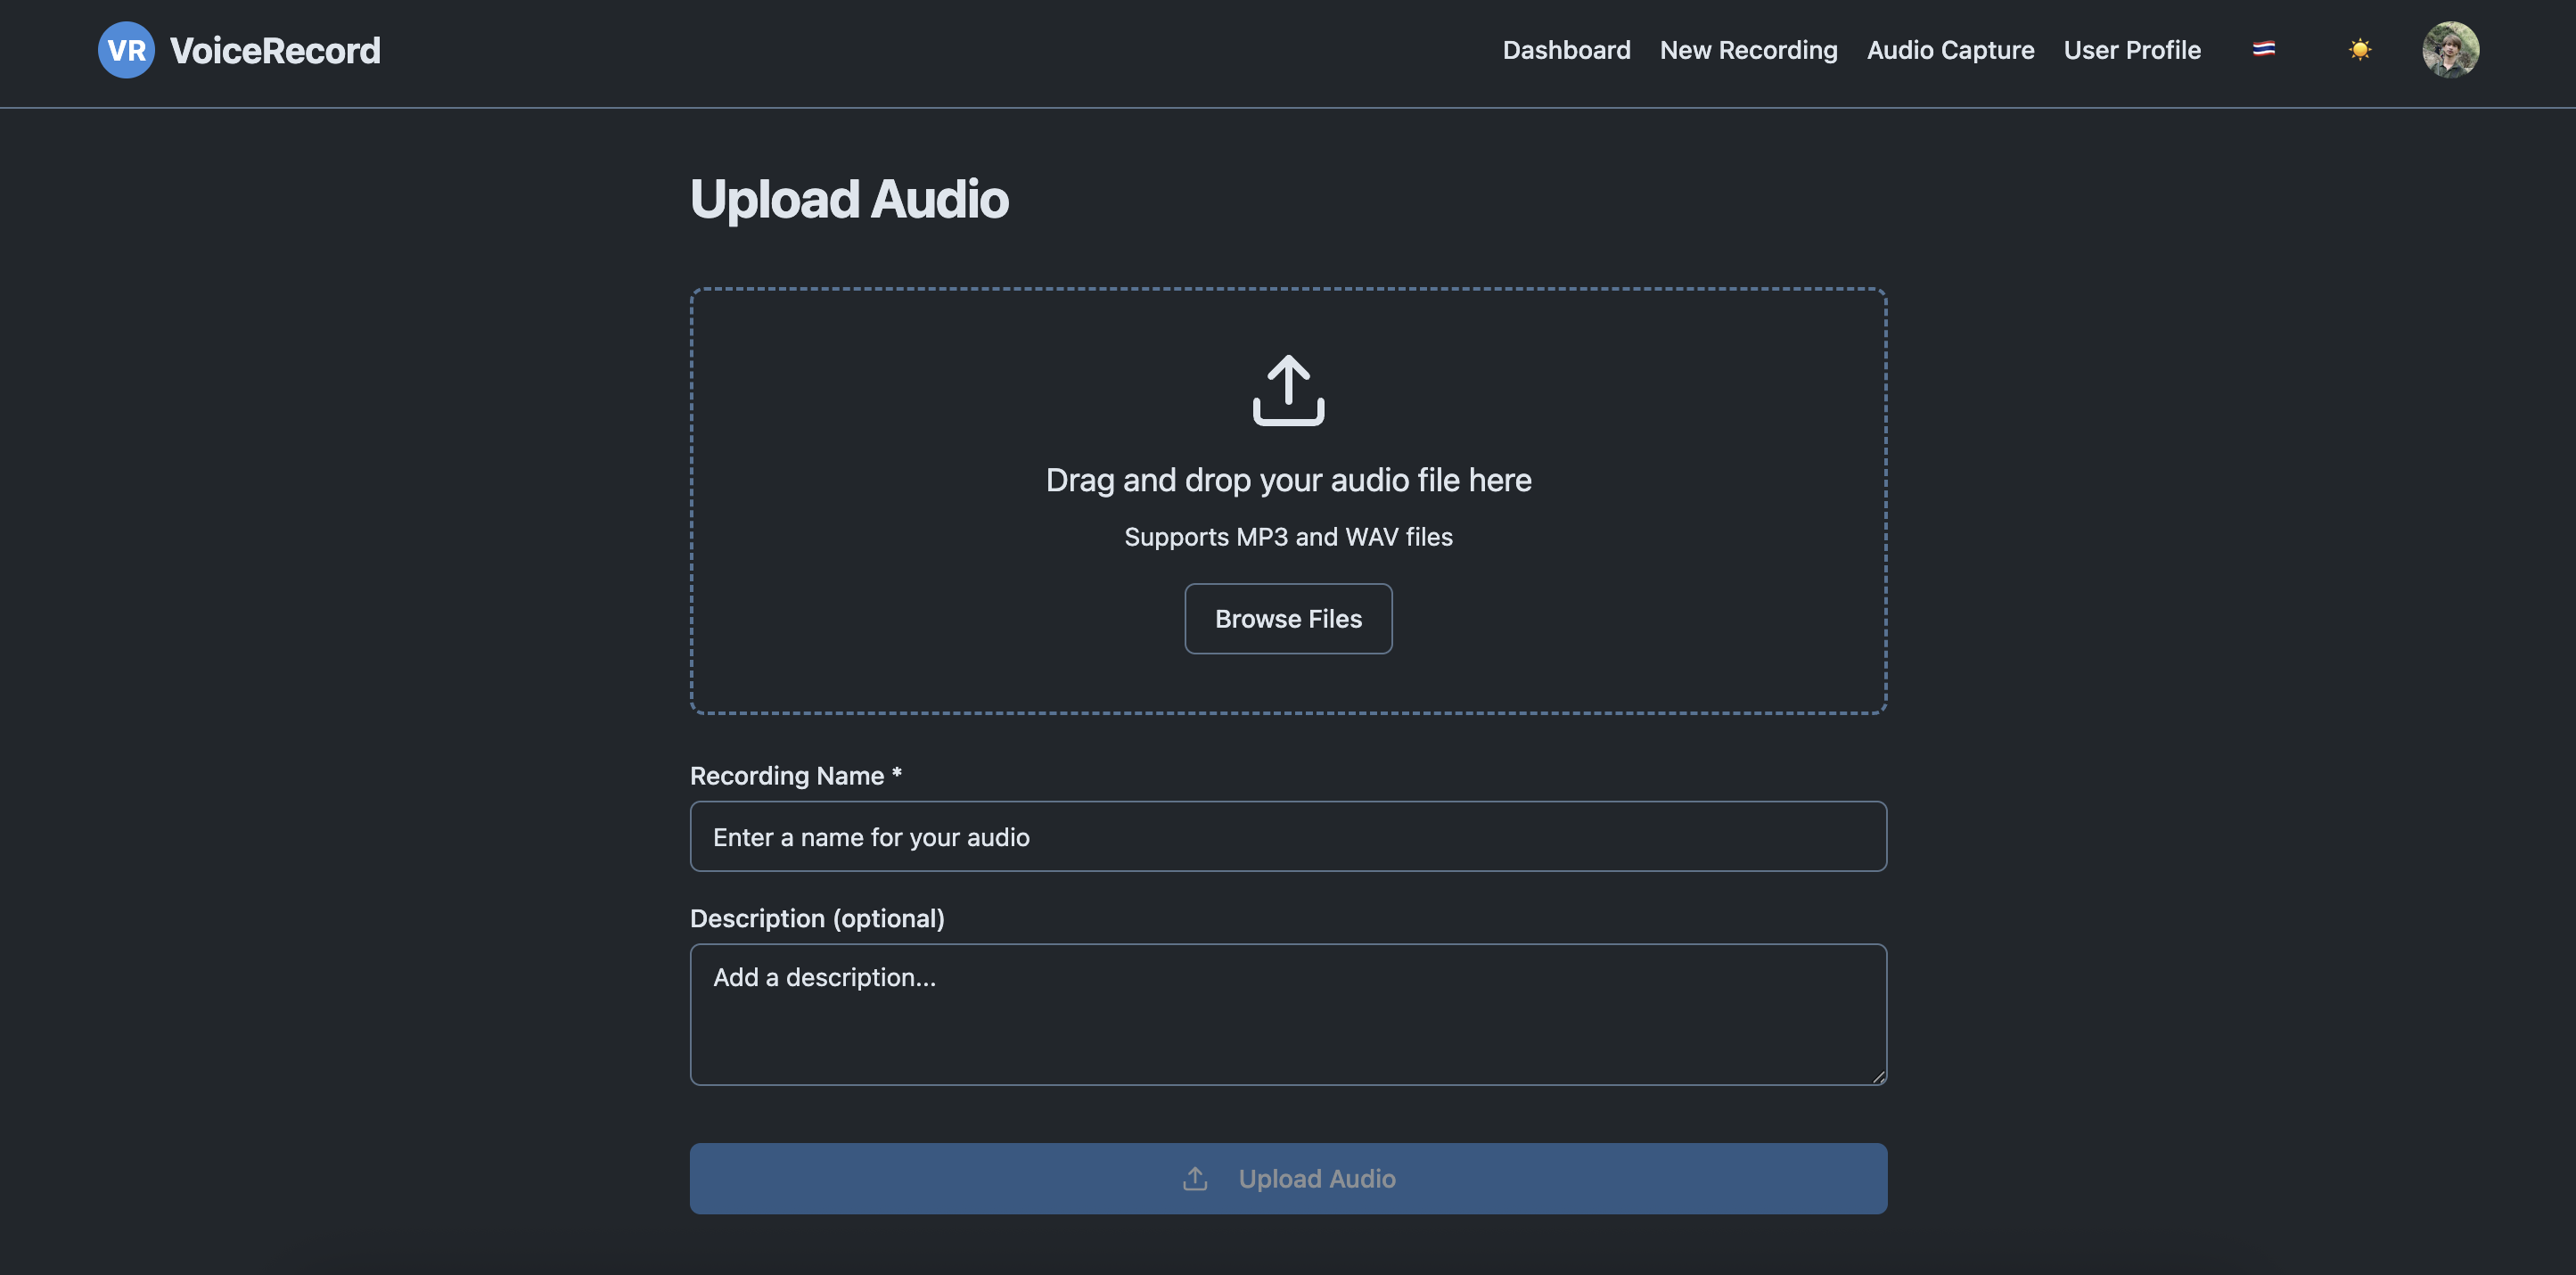 VR VoiceRecord
Dashboard New Recording Audio Capture User Profile
Upload Audio
Drag and drop your audio file here
Supports MP3 and WAV files
Browse Files
Recording Name *
Enter a name for your audio
Description (optional)
Add a description...
Upload Audio